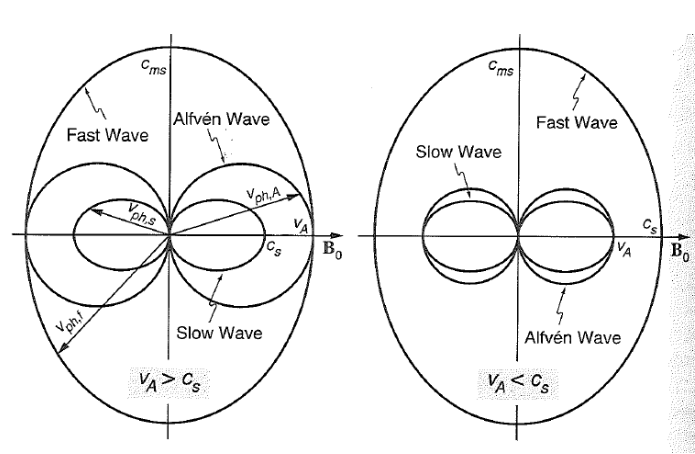 c_ms
Fast Wave
Alfvén Wave
v_ph,A
v_ph,s
v_A
c_s
B_0
v_ph,f
Slow Wave
v_A > c_s
c_ms
Fast Wave
Slow Wave
c_s
v_A
B_0
Alfvén Wave
v_A < c_s